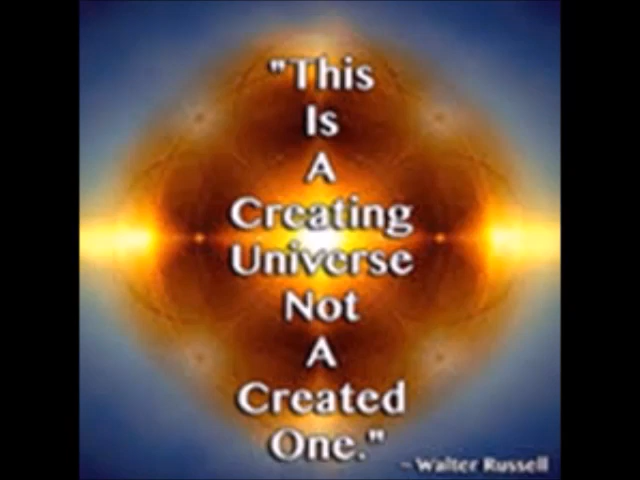 "This
Is
A
Creating
Universe
Not
A
Created
One."
~ Walter Russell